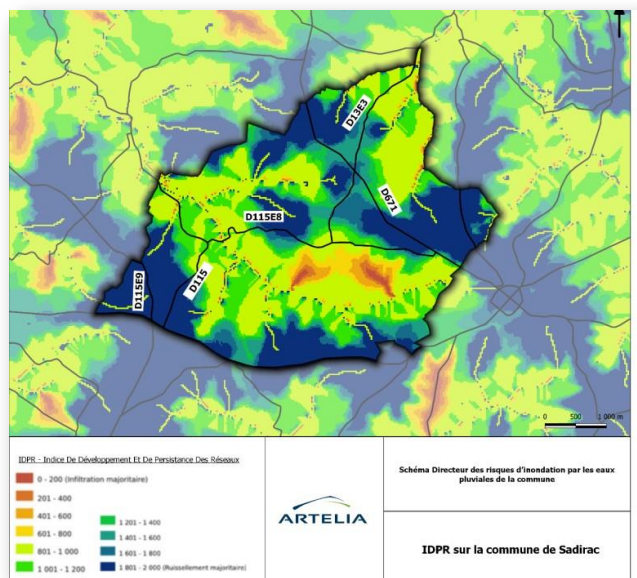 D13E3
D671
D115E8
D115
D115E9
0 500 1 000 m
IDPR - Indice De Développement Et De Persistance Des Réseaux
0 - 200 (Infiltration majoritaire)
201 - 400
401 - 600
601 - 800
801 - 1 000
1 001 - 1 200
1 201 - 1 400
1 401 - 1 600
1 601 - 1 800
1 801 - 2 000 (Ruissellement majoritaire)
ARTELIA
Schéma Directeur des risques d'inondation par les eaux
pluviales de la commune
IDPR sur la commune de Sadirac